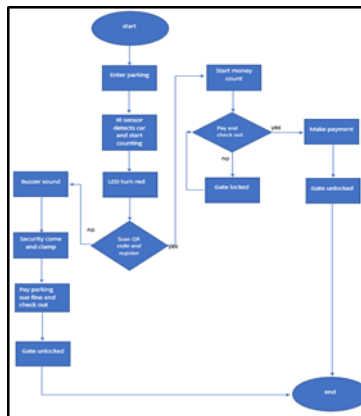 start
Enter parking
IR sensor
detects car and
start
counting
LED turn red
Scan QR
code and
register
no
yes
Buzzer sound
Security come
and clamp
Pay parking
sue fine and
check out
Gate unlocked
Start money
count
Pay and
check out
yes
no
Gate locked
Make payment
Gate unlocked
end